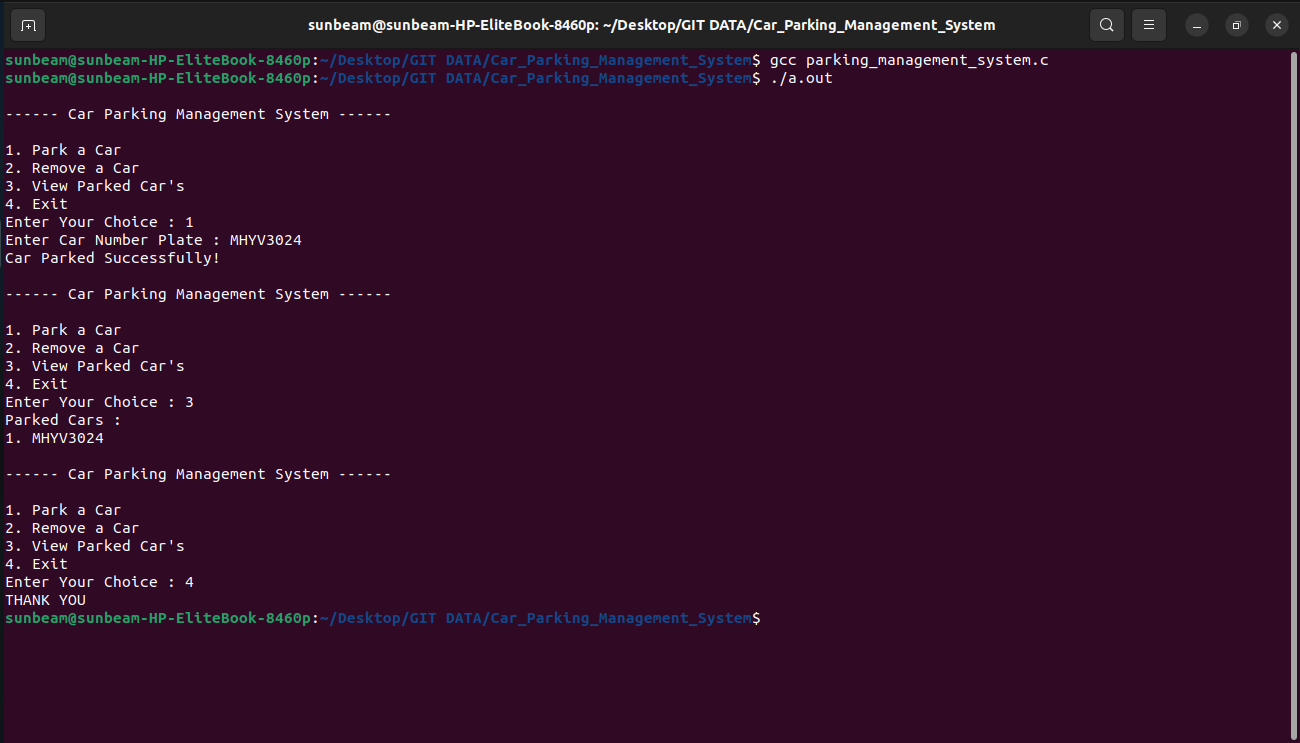 sunbeam@sunbeam-HP-EliteBook-8460p: ~/Desktop/GIT DATA/Car_Parking_Management_System
sunbeam@sunbeam-HP-EliteBook-8460p:~/Desktop/GIT DATA/Car_Parking_Management_System$ gcc parking_management_system.c
sunbeam@sunbeam-HP-EliteBook-8460p:~/Desktop/GIT DATA/Car_Parking_Management_System$ ./a.out
------ Car Parking Management System ------
1. Park a Car
2. Remove a Car
3. View Parked Car's
4. Exit
Enter Your Choice : 1
Enter Car Number Plate : MHYV3024
Car Parked Successfully!
------ Car Parking Management System ------
1. Park a Car
2. Remove a Car
3. View Parked Car's
4. Exit
Enter Your Choice : 3
Parked Cars :
1. MHYV3024
------ Car Parking Management System ------
1. Park a Car
2. Remove a Car
3. View Parked Car's
4. Exit
Enter Your Choice : 4
THANK YOU
sunbeam@sunbeam-HP-EliteBook-8460p:~/Desktop/GIT DATA/Car_Parking_Management_System$